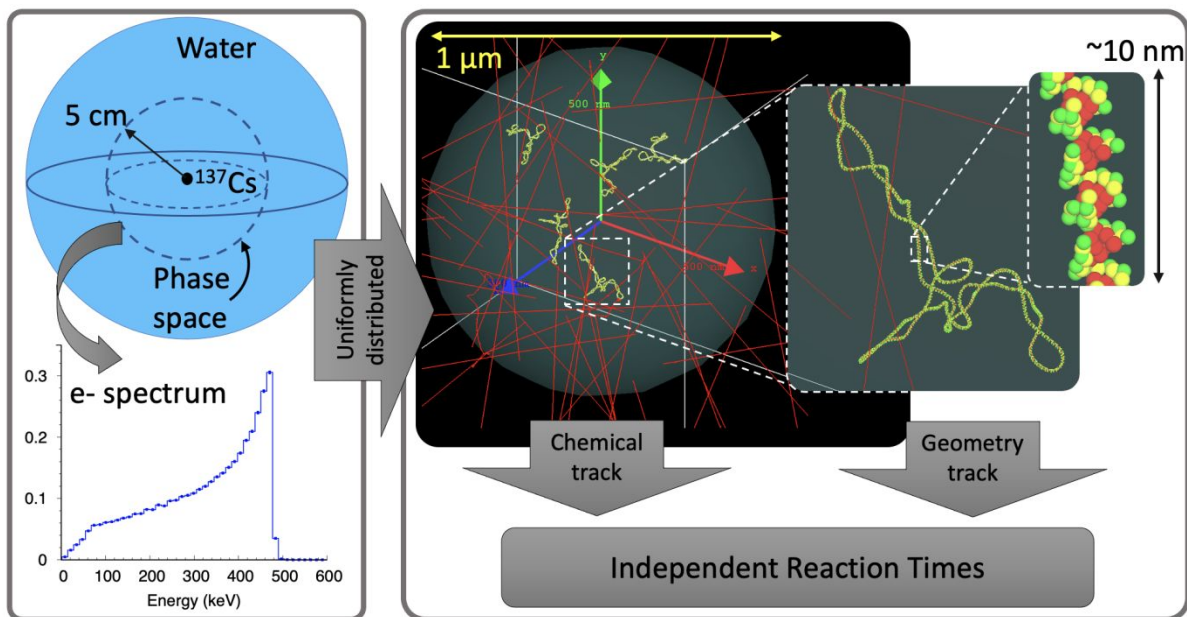 Water
5 cm
137Cs
Phase
space
e- spectrum
0.3
0.2
0.1
0
0 100 200 300 400 500 600
Energy (keV)
Uniformly
distributed
1 µm
y
500 nm
x
~10 nm
Chemical
track
Geometry
track
Independent Reaction Times